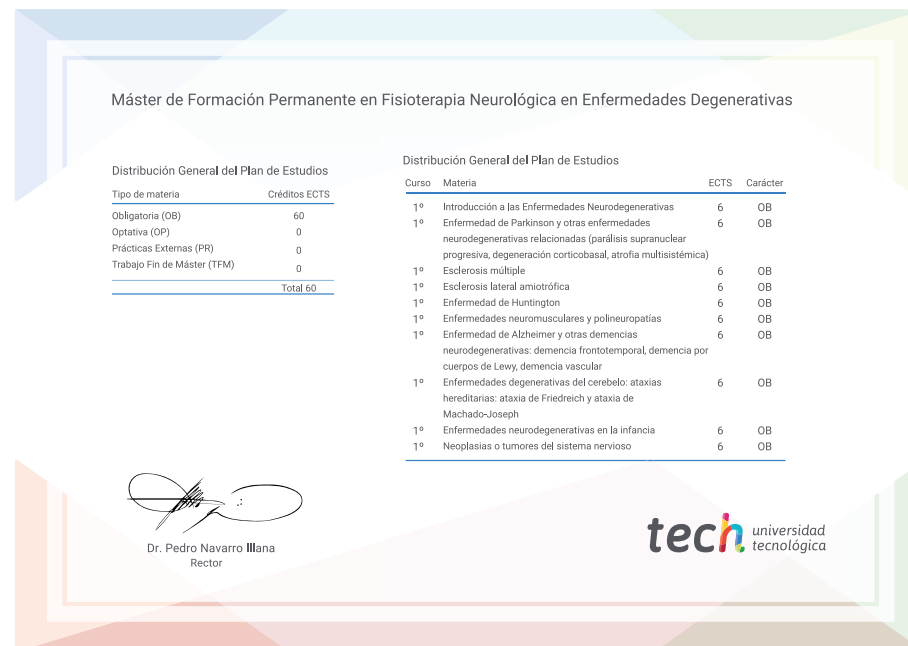 Máster de Formación Permanente en Fisioterapia Neurológica en Enfermedades Degenerativas
Distribución General del Plan de Estudios
Tipo de materia Créditos ECTS
Obligatoria (OB) 60
Optativa (OP) 0
Prácticas Externas (PR) 0
Trabajo Fin de Máster (TFM) 0
Total 60
Distribución General del Plan de Estudios
Curso Materia ECTS Carácter
1º Introducción a las Enfermedades Neurodegenerativas 6 OB
1º Enfermedad de Parkinson y otras enfermedades 6 OB
neurodegenerativas relacionadas (parálisis supranuclear
progresiva, degeneración corticobasal, atrofia multisistémica)
1º Esclerosis múltiple 6 OB
1º Esclerosis lateral amiotrófica 6 OB
1º Enfermedad de Huntington 6 OB
1º Enfermedades neuromusculares y polineuropatías 6 OB
1º Enfermedad de Alzheimer y otras demencias 6 OB
neurodegenerativas: demencia frontotemporal, demencia por
cuerpos de Lewy, demencia vascular
1º Enfermedades degenerativas del cerebelo: ataxias 6 OB
hereditarias: ataxia de Friedreich y ataxia de
Machado-Joseph
1º Enfermedades neurodegenerativas en la infancia 6 OB
1º Neoplasias o tumores del sistema nervioso 6 OB
Dr. Pedro Navarro Illana
Rector
tech universidad
tecnológica